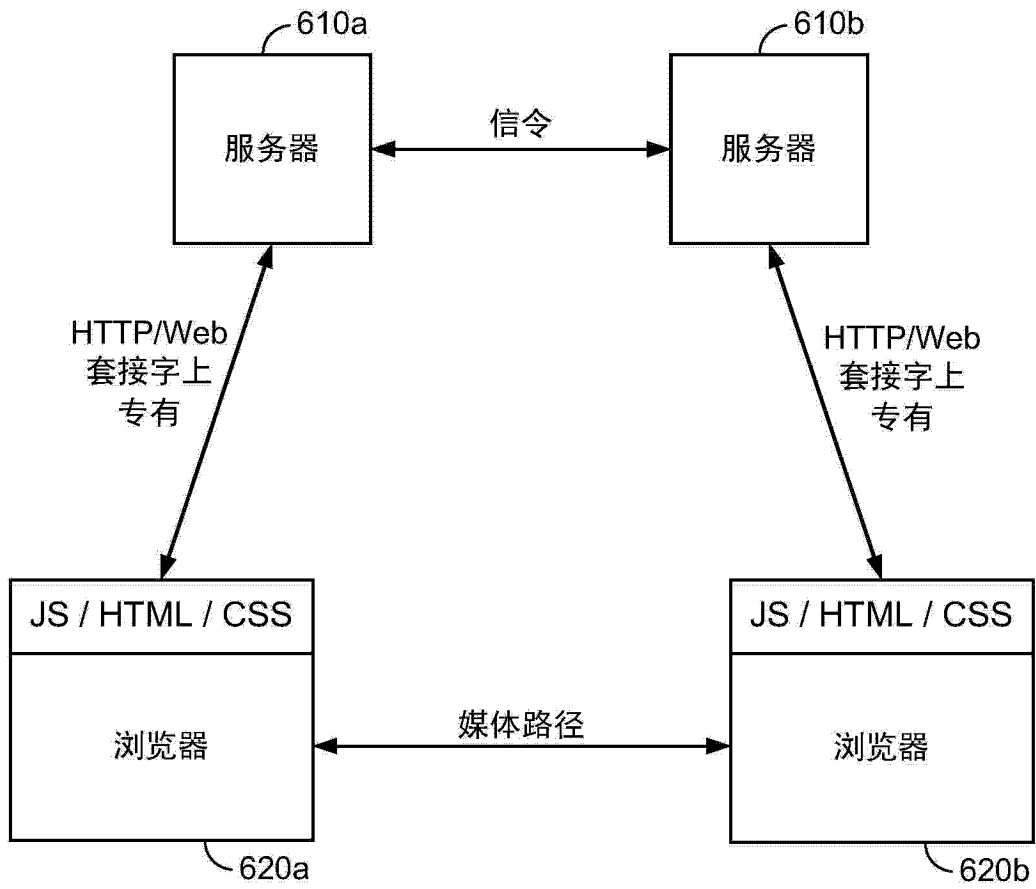 610a
610b
服务器
信令
服务器
HTTP/Web
套接字上
专有
HTTP/Web
套接字上
专有
JS / HTML / CSS
JS / HTML / CSS
浏览器
媒体路径
浏览器
620a
620b